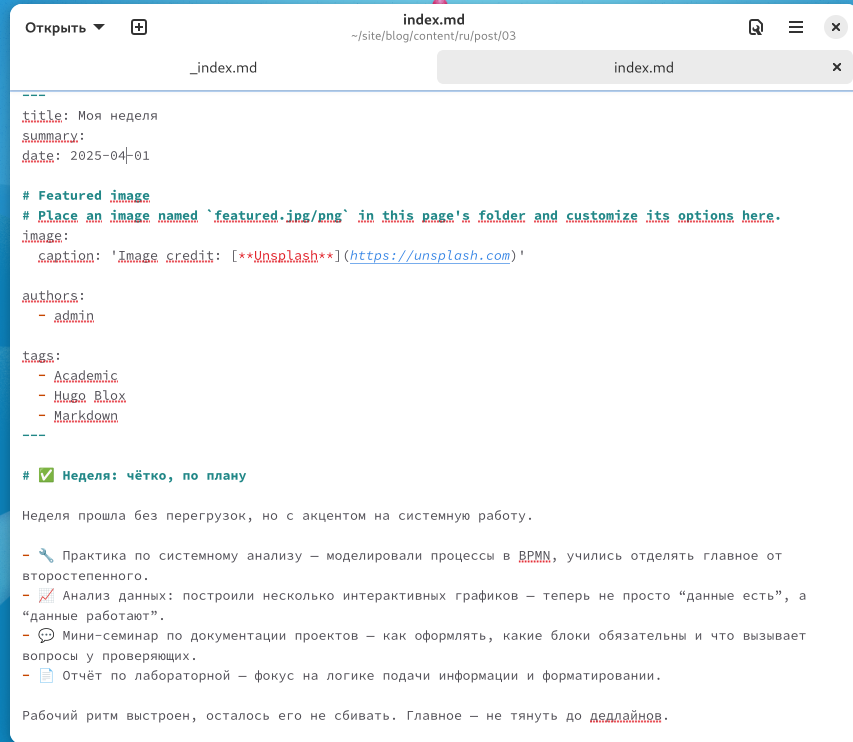 Открыть
index.md
~/site/blog/content/ru/post/03
_index.md
index.md
---
title: Моя неделя
summary:
date: 2025-04-01
# Featured image
# Place an image named `featured.jpg/png` in this page's folder and customize its options here.
image:
caption: 'Image credit: [**Unsplash**](https://unsplash.com)'
authors:
- admin
tags:
- Academic
- Hugo Blox
- Markdown
---
# ✅ Неделя: чётко, по плану
Неделя прошла без перегрузок, но с акцентом на системную работу.
- 🔧 Практика по системному анализу — моделировали процессы в BPMN, учились отделять главное от
второстепенного.
- 📈 Анализ данных: построили несколько интерактивных графиков — теперь не просто “данные есть”, а
“данные работают”.
- 💬 Мини-семинар по документации проектов — как оформлять, какие блоки обязательны и что вызывает
вопросы у проверяющих.
- 📄 Отчёт по лабораторной — фокус на логике подачи информации и форматировании.
Рабочий ритм выстроен, осталось его не сбивать. Главное — не тянуть до дедлайнов.